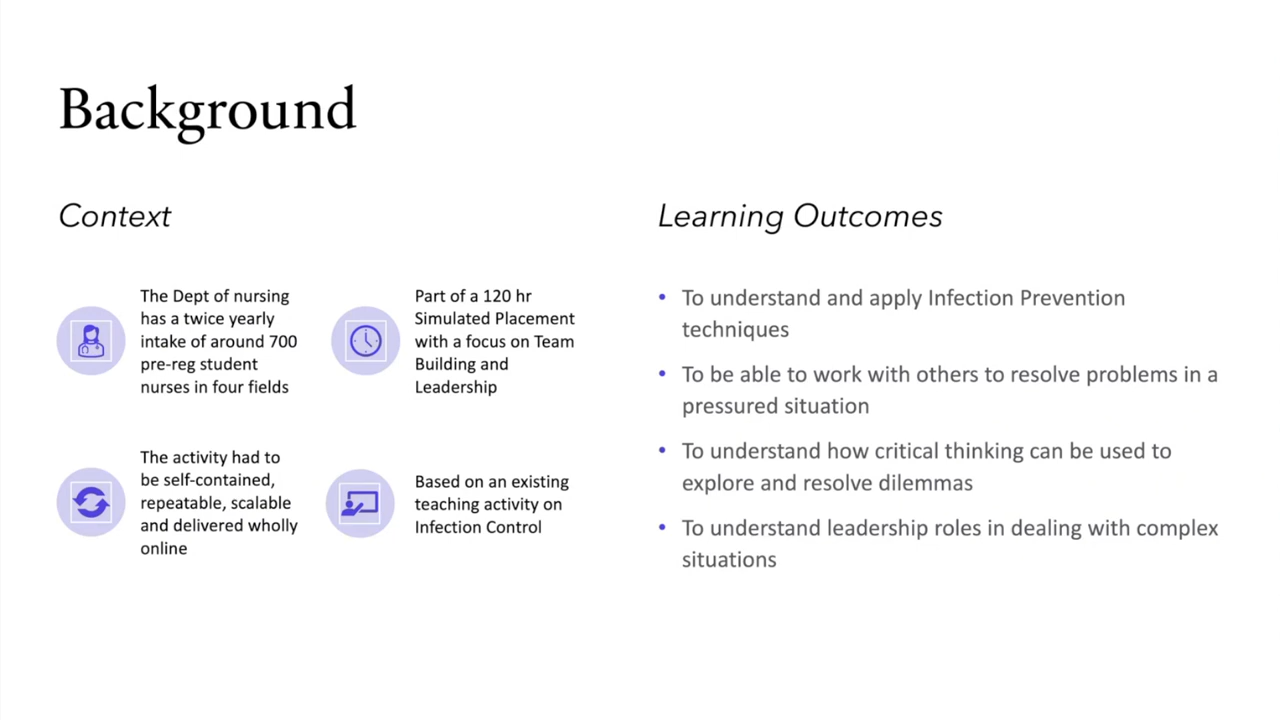 Background
Context
The Dept of nursing
has a twice yearly
intake of around 700
pre-reg student
nurses in four fields
Part of a 120 hr
Simulated Placement
with a focus on Team
Building and
Leadership
The activity had to
be self-contained,
repeatable, scalable
and delivered wholly
online
Based on an existing
teaching activity on
Infection Control
Learning Outcomes
• To understand and apply Infection Prevention
techniques
• To be able to work with others to resolve problems in a
pressured situation
• To understand how critical thinking can be used to
explore and resolve dilemmas
• To understand leadership roles in dealing with complex
situations